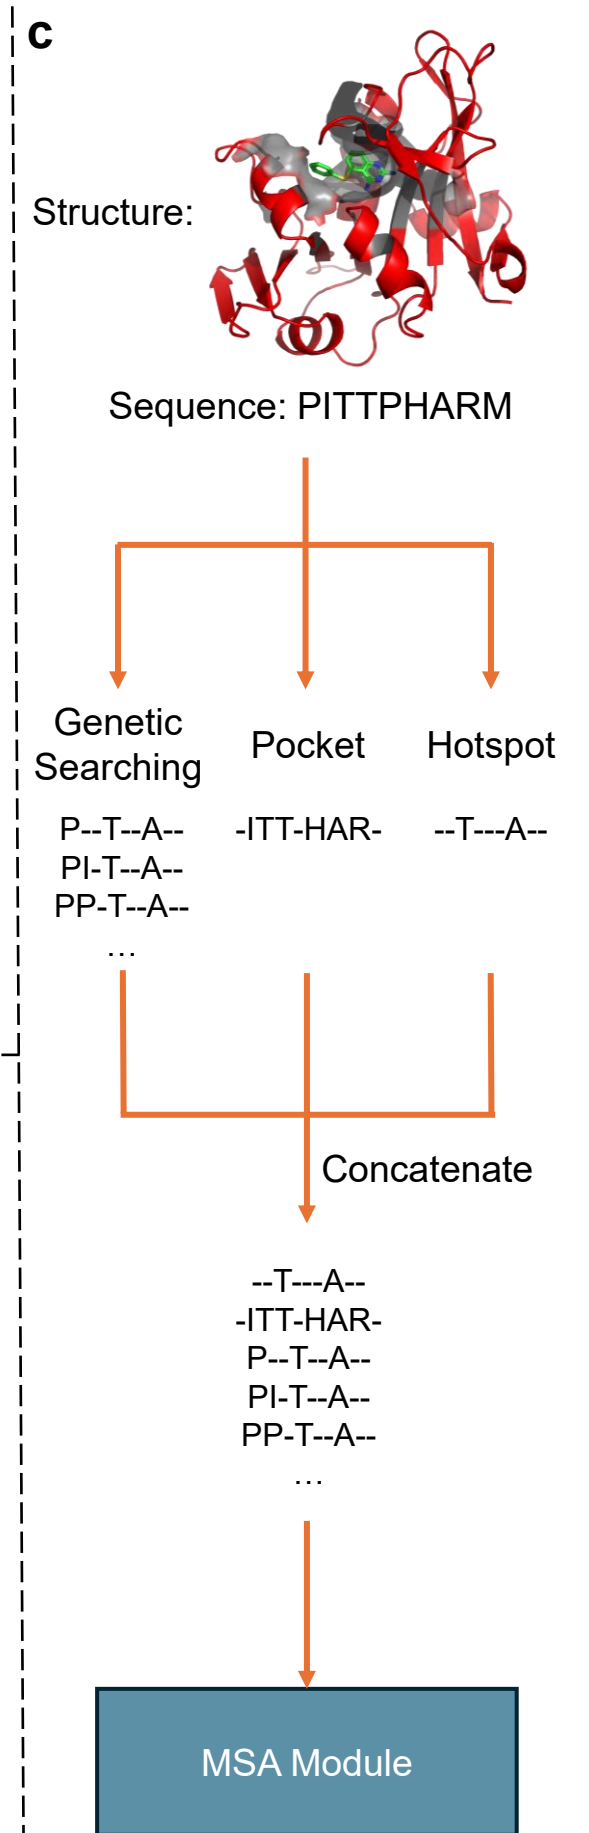 c
Structure:
Sequence: PITTPHARM
Genetic
Searching
Pocket
Hotspot
P--T--A--
PI-T--A--
PP-T--A--
...
-ITT-HAR-
--T---A--
Concatenate
--T---A--
-ITT-HAR-
P--T--A--
PI-T--A--
PP-T--A--
...
MSA Module